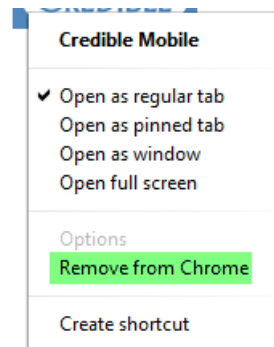 CREDIBLE
Credible Mobile
✔ Open as regular tab
Open as pinned tab
Open as window
Open full screen
Options
Remove from Chrome
Create shortcut